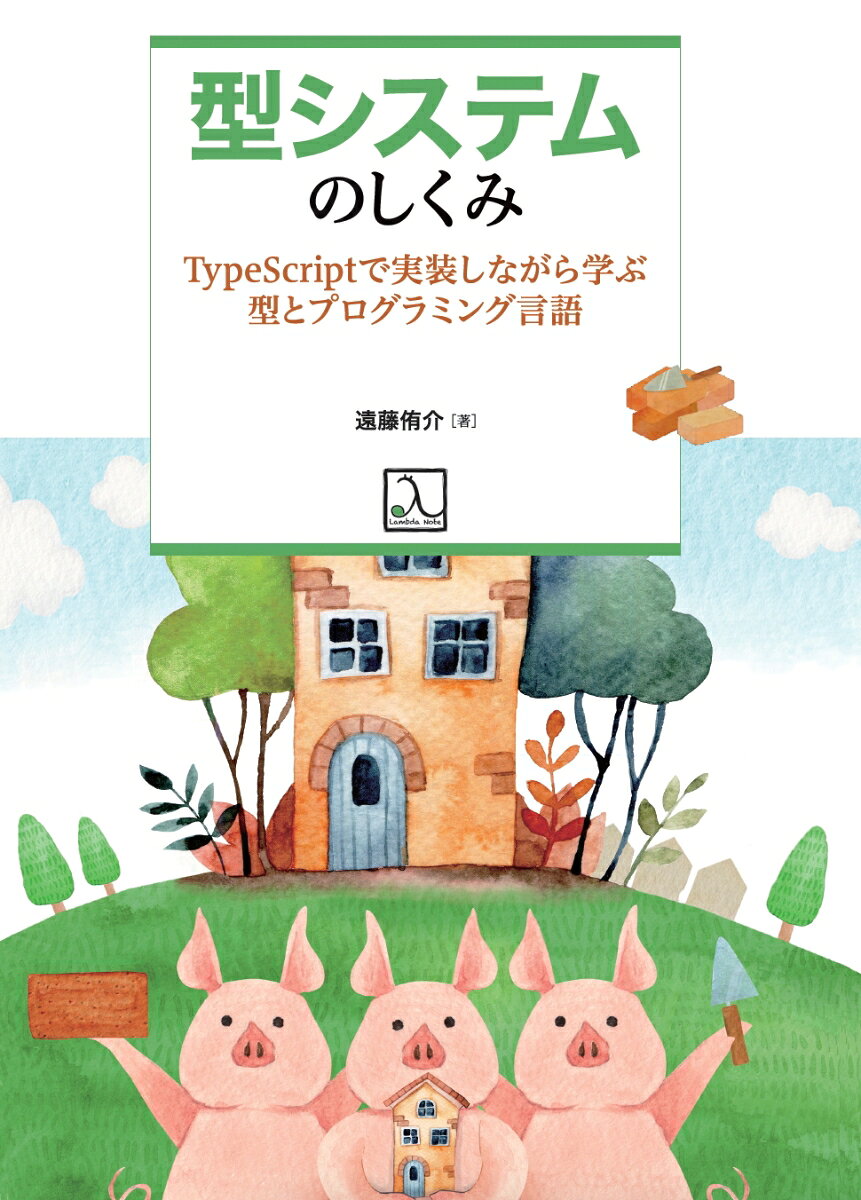 型システム
のしくみ
TypeScriptで実装しながら学ぶ
型とプログラミング言語
遠藤侑介［著］
λ
Lambda Note